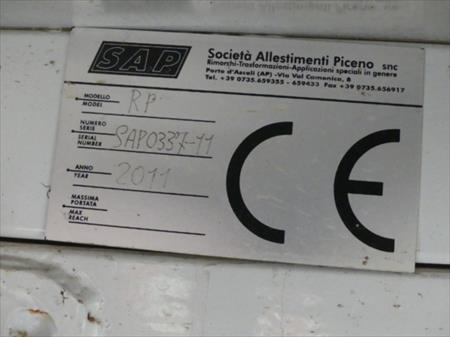 SAP
Società Allestimenti Piceno snc
Rimorchi-Trasformazioni-Applicazioni speciali in genere
Porto d'Ascoli (AP) -Via Val Camonica, 8
Tel. +39 0735.659355 - 659433 Fax +39 0735.656917
MODELLO
MODEL
RP
NUMERO
SERIE
SERIAL
NUMBER
SAP0337-11
ANNO
YEAR
2011
MASSIMA
PORTATA
MAX
REACH
CE